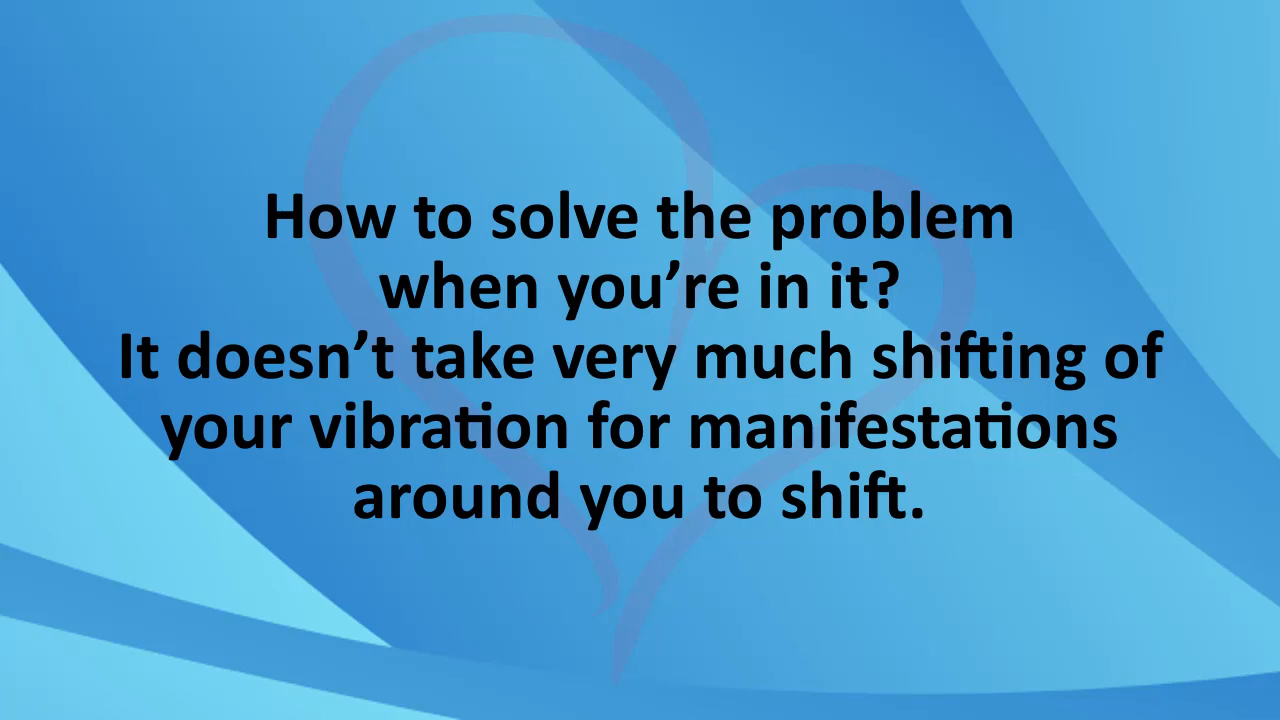 How to solve the problem
when you’re in it?
It doesn’t take very much shifting of
your vibration for manifestations
around you to shift.